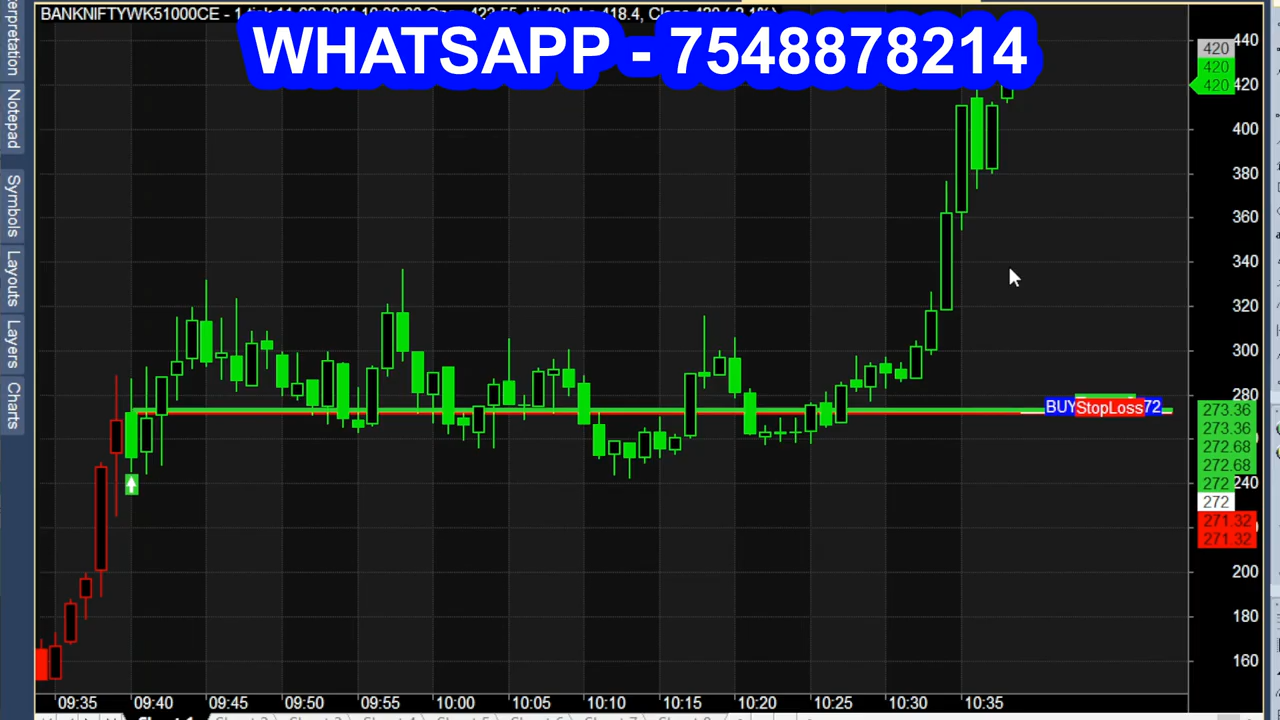 BANKNIFTYWK51000CE - 1
WHATSAPP - 7548878214
Interpretation
Notepad
Symbols
Layouts
Layers
Charts
420
420
420
440
420
400
380
360
340
320
300
280
BUY StopLoss 72
273.36
273.36
272.68
272.68
272
240
272
271.32
271.32
200
180
160
09:35 09:40 09:45 09:50 09:55 10:00 10:05 10:10 10:15 10:20 10:25 10:30 10:35